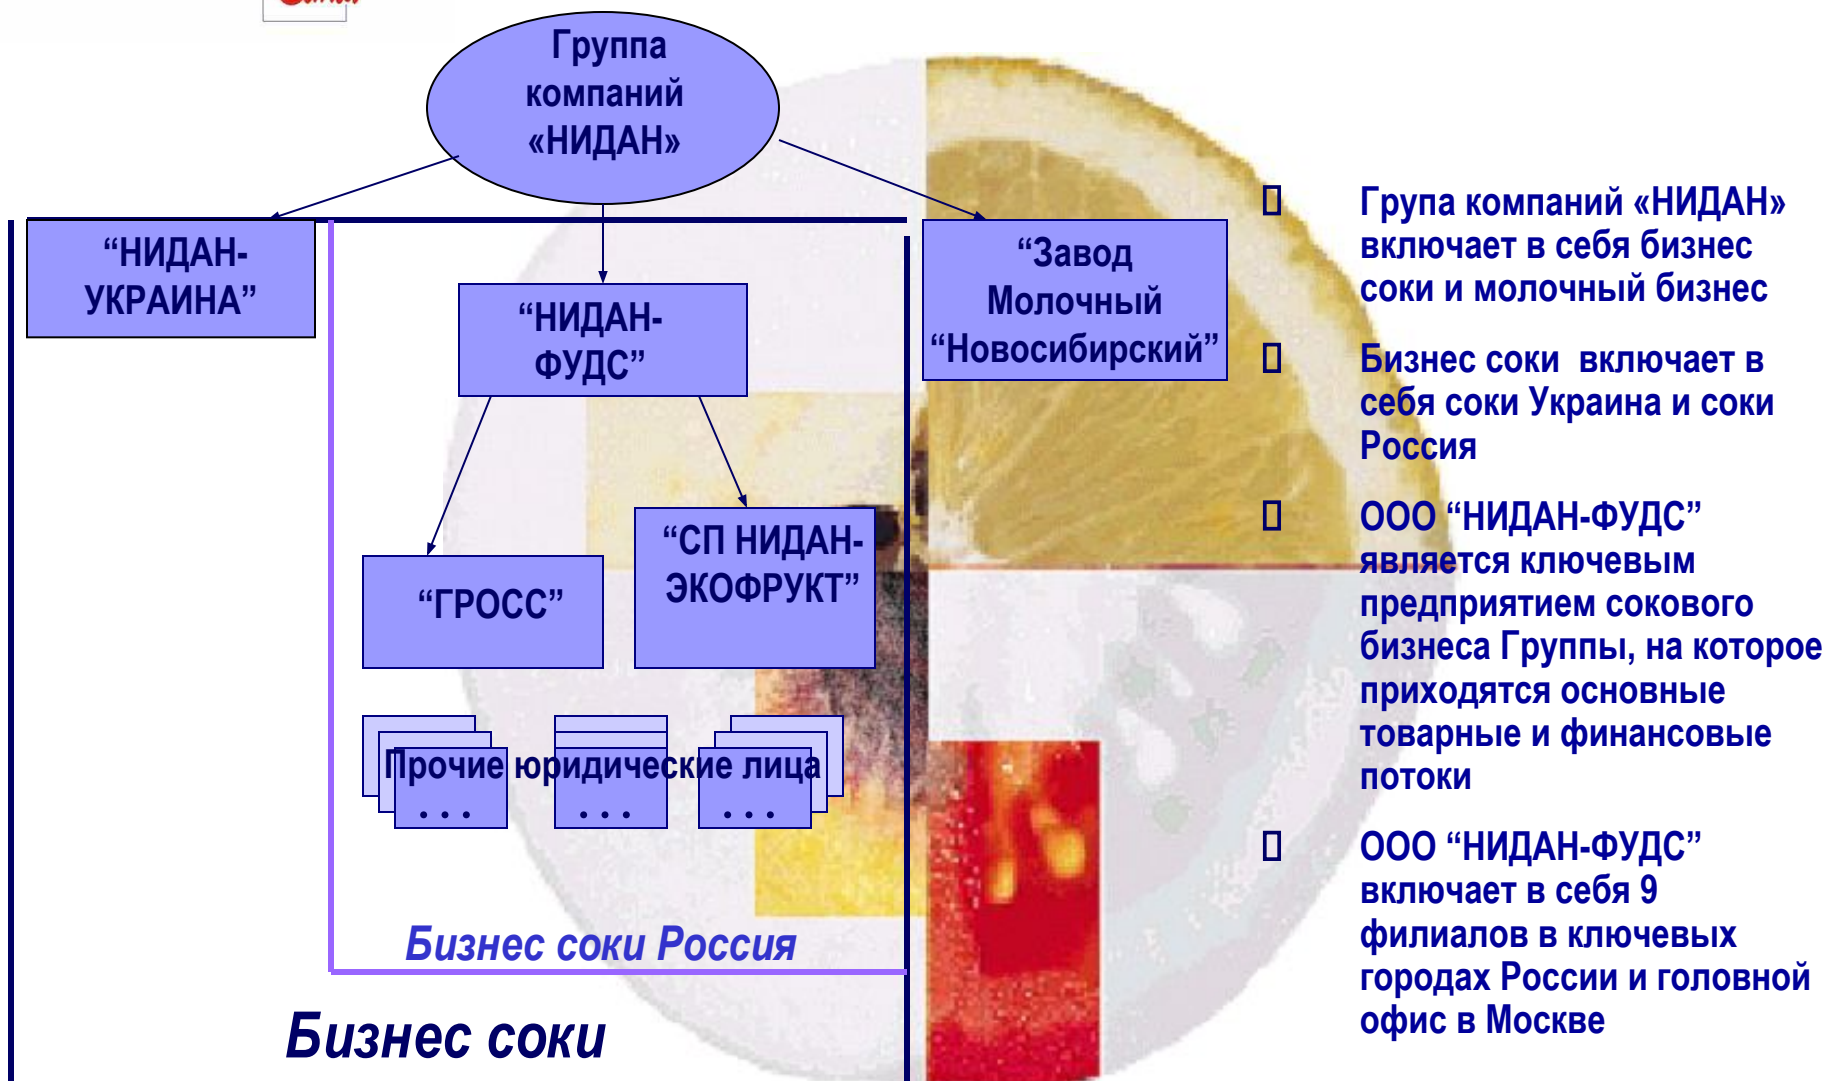 Группа
компаний
«НИДАН»
“НИДАН-
УКРАИНА”
“НИДАН-
ФУДС”
“Завод
Молочный
“Новосибирский”
“ГРОСС”
“СП НИДАН-
ЭКОФРУКТ”
Прочие юридические лица
. . . . . . . . .
Бизнес соки Россия
Бизнес соки
Група компаний «НИДАН»
включает в себя бизнес
соки и молочный бизнес
Бизнес соки включает в
себя соки Украина и соки
Россия
ООО “НИДАН-ФУДС”
является ключевым
предприятием сокового
бизнеса Группы, на которое
приходятся основные
товарные и финансовые
потоки
ООО “НИДАН-ФУДС”
включает в себя 9
филиалов в ключевых
городах России и головной
офис в Москве